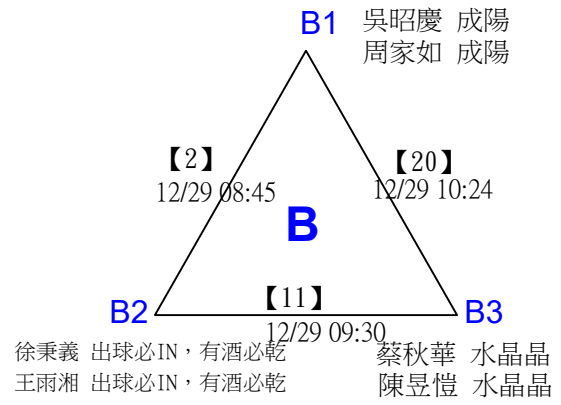 B1
吳昭慶 成陽
周家如 成陽
【2】
12/29 08:45
【20】
12/29 10:24
B
B2
【11】
12/29 09:30
B3
徐秉義 出球必IN，有酒必乾
王雨湘 出球必IN，有酒必乾
蔡秋華 水晶晶
陳昱愷 水晶晶